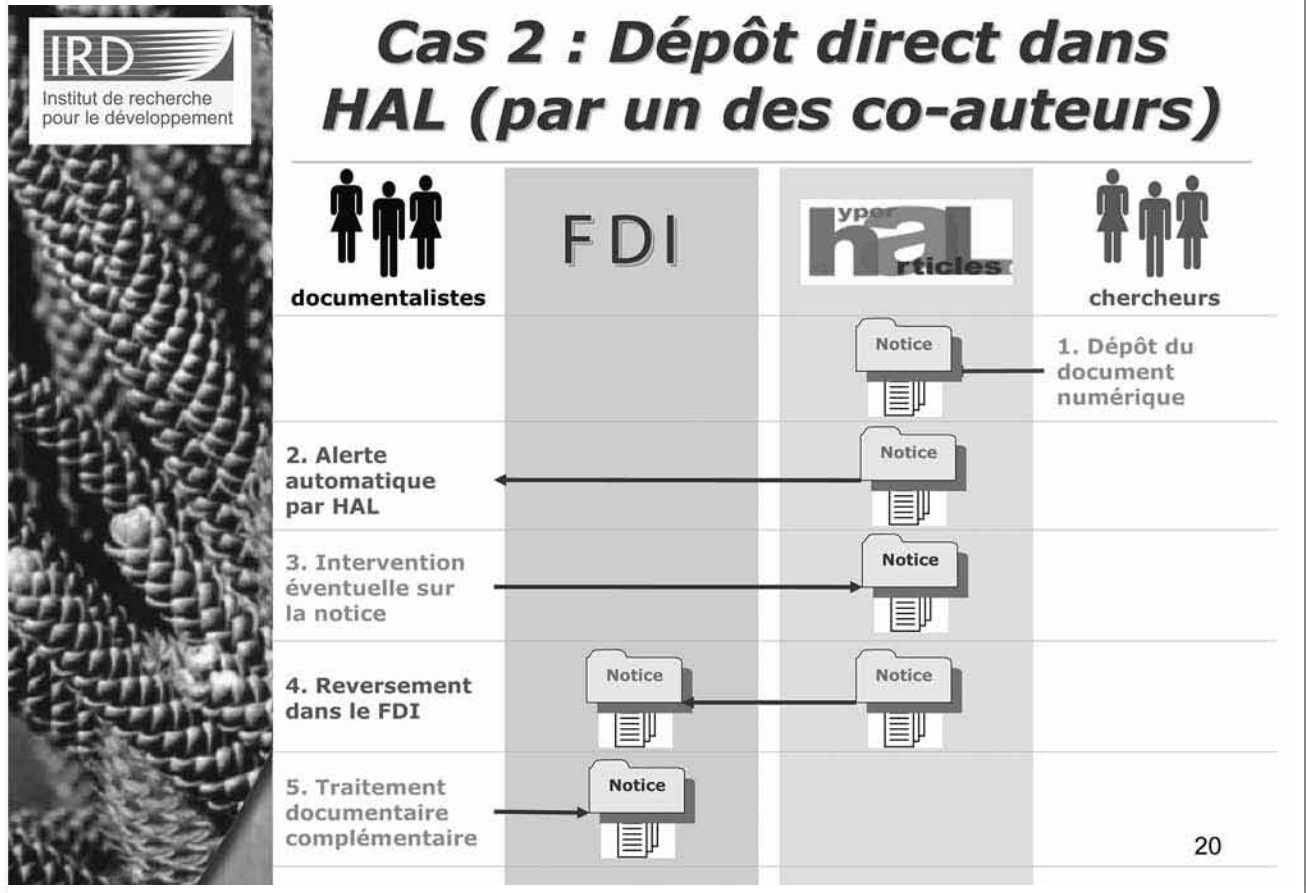 IRD
Institut de recherche
pour le développement
Cas 2 : Dépôt direct dans
HAL (par un des co-auteurs)
documentalistes
FDI
hyper
hAL
rticles
chercheurs
Notice
1. Dépôt du
document
numérique
2. Alerte
automatique
par HAL
Notice
3. Intervention
éventuelle sur
la notice
Notice
4. Reversement
dans le FDI
Notice
Notice
5. Traitement
documentaire
complémentaire
Notice
20